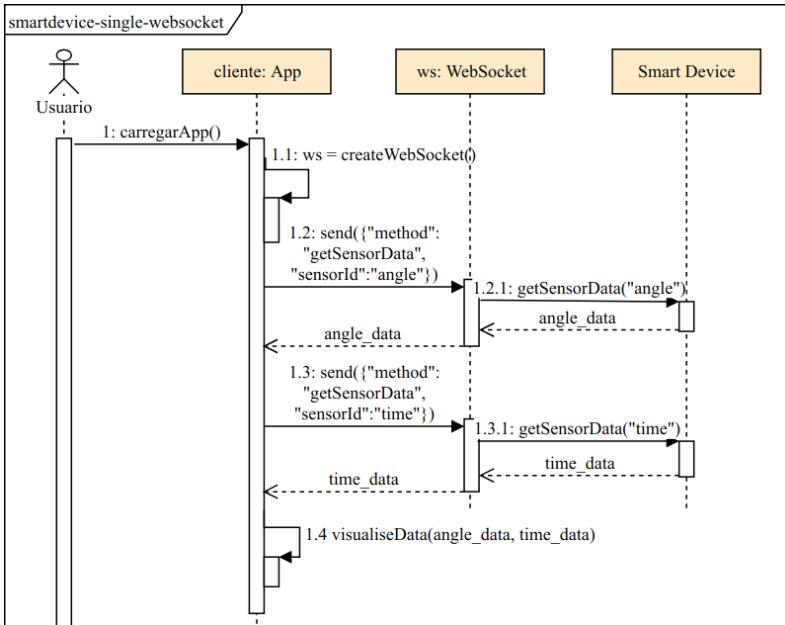 smartdevice-single-websocket
Usuario
cliente: App
ws: WebSocket
Smart Device
1: carregarApp()
1.1: ws = createWebSocket()
1.2: send({"method":
"getSensorData",
"sensorId":"angle"})
1.2.1: getSensorData("angle")
angle_data
angle_data
1.3: send({"method":
"getSensorData",
"sensorId":"time"})
1.3.1: getSensorData("time")
time_data
time_data
1.4 visualiseData(angle_data, time_data)